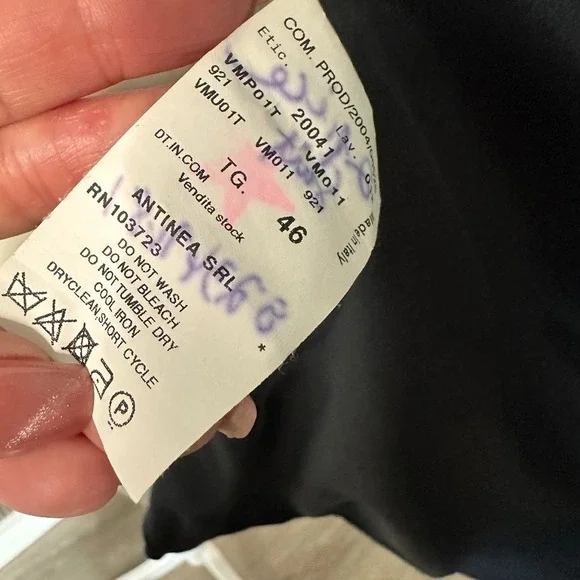 COM. PROD/2004/
Etic. Lav.
VMP01T 20041
921 VM011
VMU01T VM011 921
DT.IN.COM TG. 46
Vendita stock
Made in Italy
ANTINEA SRL
RN103723
DO NOT WASH
DO NOT BLEACH
DO NOT TUMBLE DRY
COOL IRON
DRYCLEAN,SHORT CYCLE
P
*